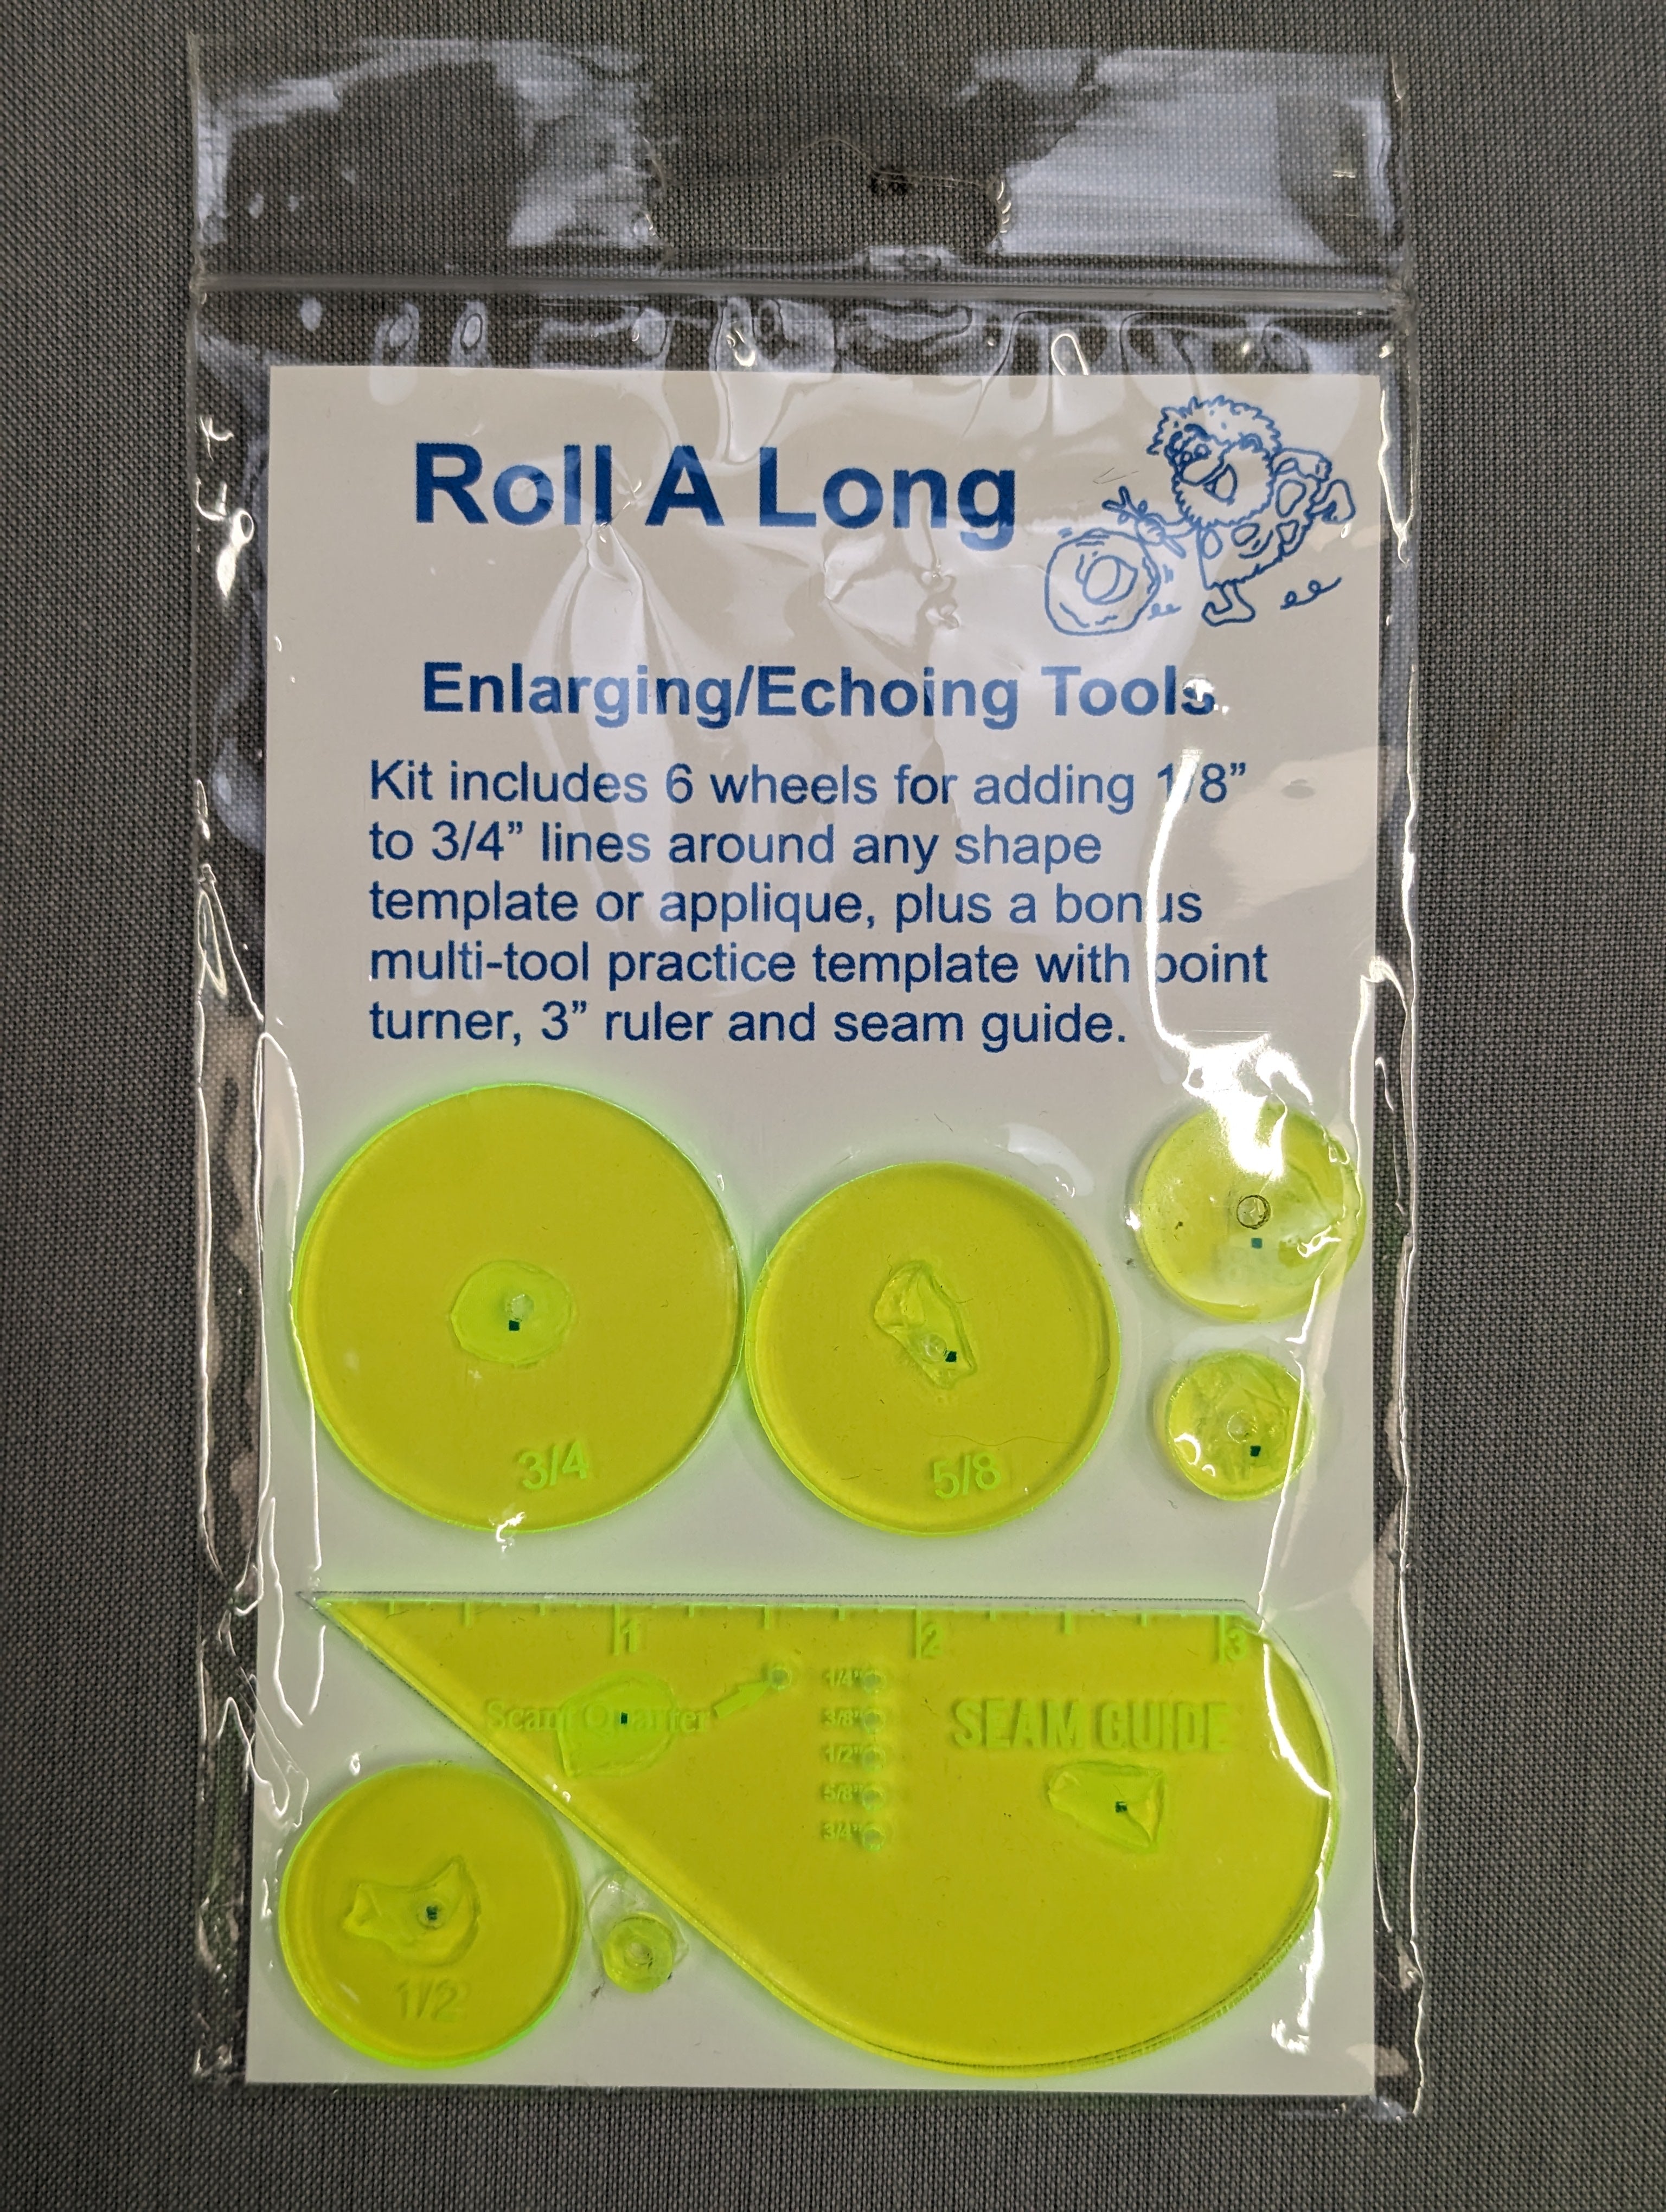 Roll A Long
Enlarging/Echoing Tools
Kit includes 6 wheels for adding 1/8”
to 3/4” lines around any shape
template or applique, plus a bonus
multi-tool practice template with point
turner, 3” ruler and seam guide.
3/4
5/8
1 2 3
1/4"
Scant Quarter
3/8"
SEAM GUIDE
1/2"
5/8"
3/4"
1/2